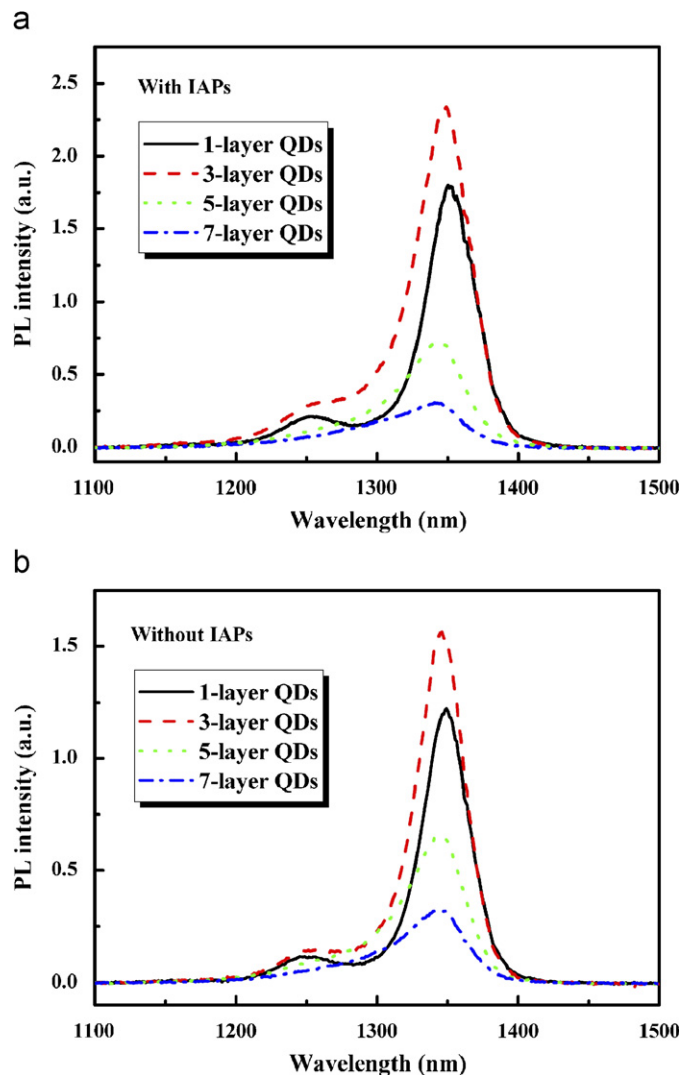 a
With IAPs
1-layer QDs
3-layer QDs
5-layer QDs
7-layer QDs
PL intensity (a.u.)
2.5
2.0
1.5
1.0
0.5
0.0
1100 1200 1300 1400 1500
Wavelength (nm)
b
Without IAPs
1-layer QDs
3-layer QDs
5-layer QDs
7-layer QDs
PL intensity (a.u.)
1.5
1.0
0.5
0.0
1100 1200 1300 1400 1500
Wavelength (nm)